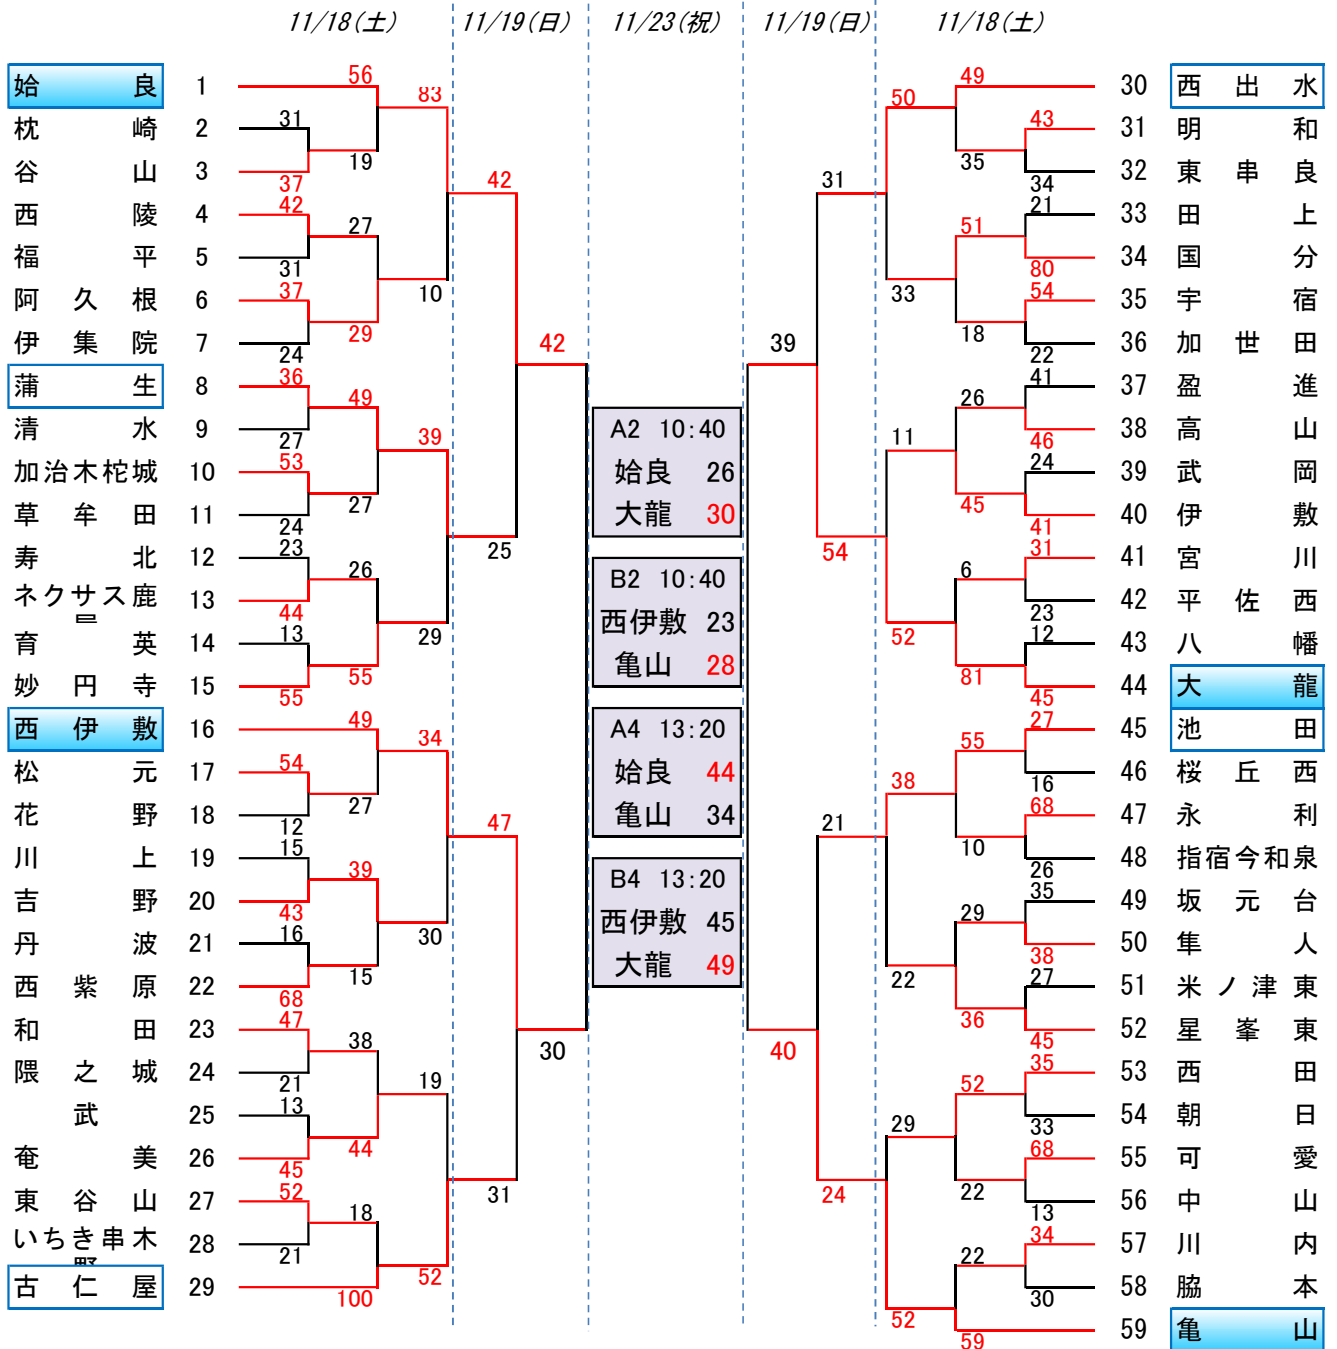 11/18(土) 11/19(日) 11/23(祝) 11/19(日) 11/18(土)
姶良 1 56 83 50 49 30 西出水
枕崎 2 31 43 31 明和
谷山 3 37 19 42 31 35 34 32 東串良
西陵 4 42 27 51 21 33 田上
福平 5 31 80 34 国分
阿久根 6 37 29 10 33 18 54 35 宇宿
伊集院 7 24 42 39 22 36 加世田
蒲生 8 36 49 26 41 37 盈進
清水 9 27 39 11 46 38 高山
加治木柁城 10 53 27 45 24 39 武岡
草牟田 11 24 41 40 伊敷
寿北 12 23 26 25 54 6 31 41 宮川
ネクサス鹿 13 44 23 42 平佐西
育英 14 13 29 52 12 43 八幡
妙円寺 15 55 55 81 45 44 大龍
A2 10:40
姶良 26
大龍 30
B2 10:40
西伊敷 23
亀山 28
A4 13:20
姶良 44
亀山 34
B4 13:20
西伊敷 45
大龍 49
西伊敷 16 49 34 55 27 45 池田
松元 17 54 38 16 46 桜丘西
花野 18 12 27 47 21 10 68 47 永利
川上 19 15 39 26 48 指宿今和泉
吉野 20 43 29 35 49 坂元台
丹波 21 16 30 38 50 隼人
西紫原 22 68 15 22 36 27 51 米ノ津東
和田 23 47 38 30 40 45 52 星峯東
隈之城 24 21 19 52 35 53 西田
武 25 13 29 33 54 朝日
奄美 26 45 44 68 55 可愛
東谷山 27 52 18 31 24 22 13 56 中山
いちき串木 28 21 22 34 57 川内
古仁屋 29 100 52 30 58 脇本
52 59 59 亀山